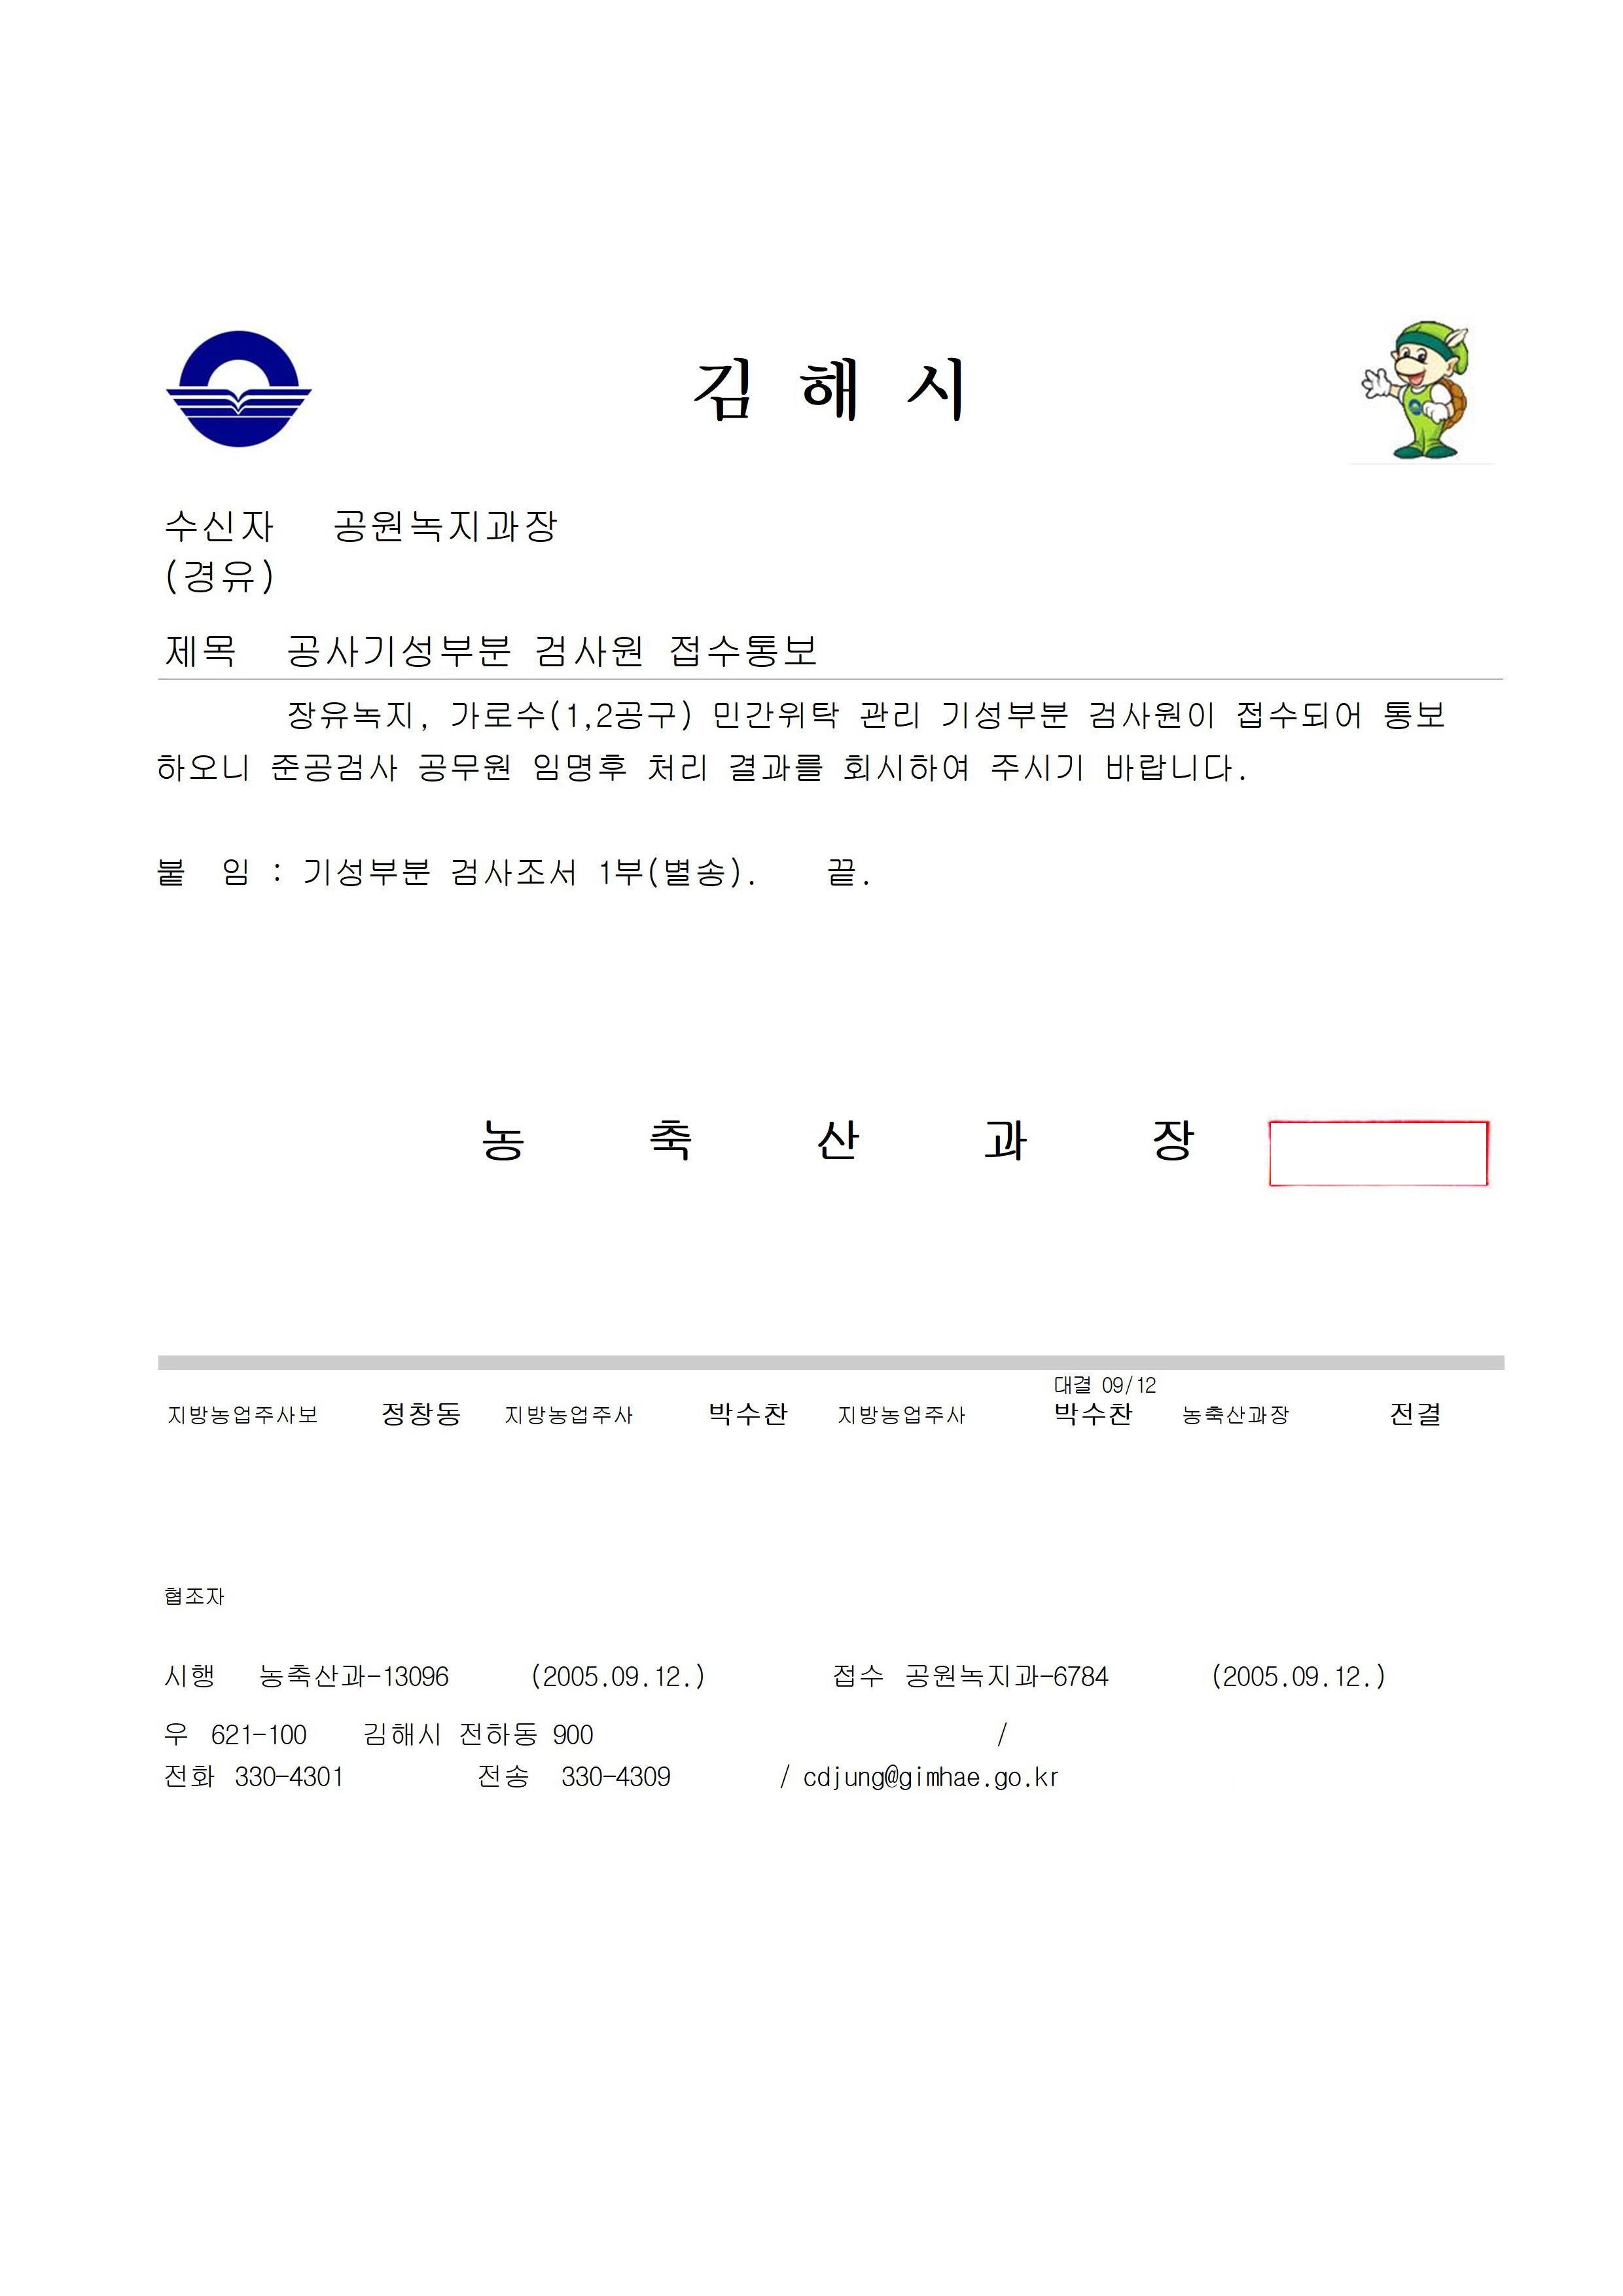 김 해 시
수신자 공원녹지과장
(경유)
제목 공사기성부분 검사원 접수통보
장유녹지, 가로수(1,2공구) 민간위탁 관리 기성부분 검사원이 접수되어 통보
하오니 준공검사 공무원 임명후 처리 결과를 회시하여 주시기 바랍니다.
붙 임 : 기성부분 검사조서 1부(별송). 끝.
농 축 산 과 장
대결 09/12
지방농업주사보 정창동 지방농업주사 박수찬 지방농업주사 박수찬 농축산과장 전결
협조자
시행 농축산과-13096 (2005.09.12.) 접수 공원녹지과-6784 (2005.09.12.)
우 621-100 김해시 전하동 900 /
전화 330-4301 전송 330-4309 / cdjung@gimhae.go.kr